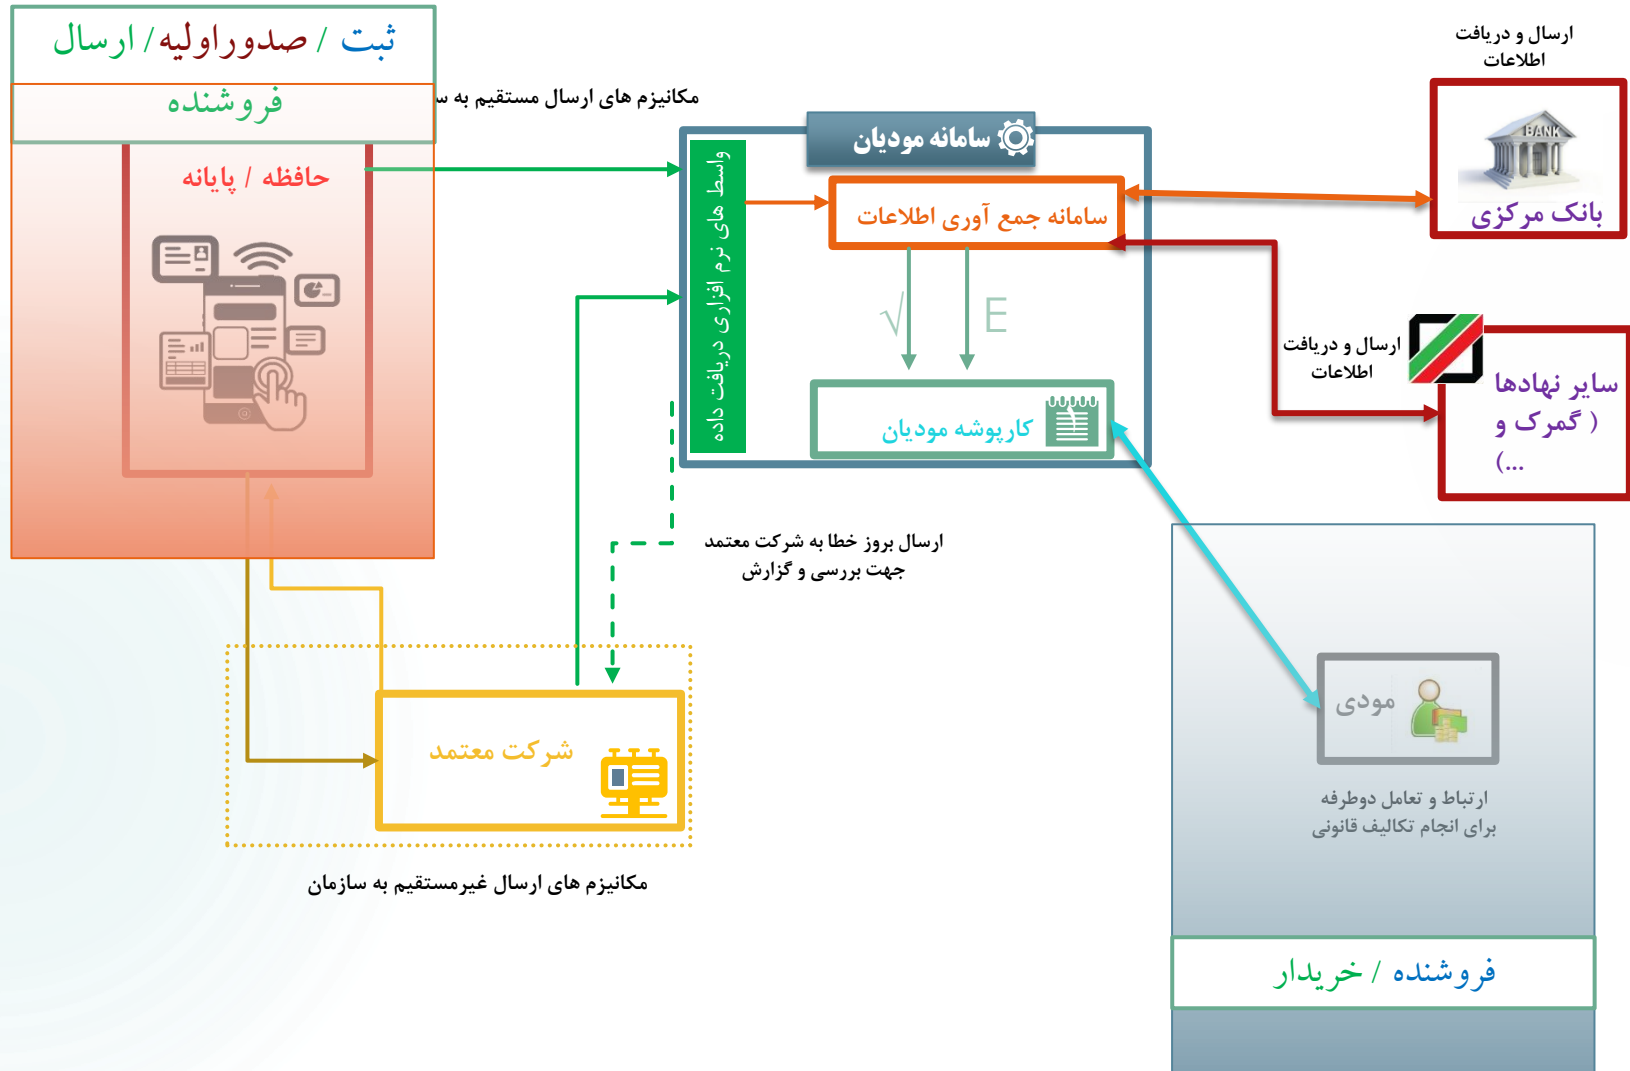 ثبت / صدوراولیه/ ارسال
فروشنده
حافظه / پایانه
مکانیزم های ارسال مستقیم به
سامانه مودیان
واسط های نرم افزاری دریافت داده
سامانه جمع آوری اطلاعات
√
E
کارپوشه مودیان
ارسال و دریافت
اطلاعات
BANK
بانک مرکزی
ارسال و دریافت
اطلاعات
سایر نهادها
( گمرک و
...)
ارسال بروز خطا به شرکت معتمد
جهت بررسی و گزارش
شرکت معتمد
مکانیزم های ارسال غیرمستقیم به سازمان
مودی
ارتباط و تعامل دوطرفه
برای انجام تکالیف قانونی
فروشنده / خریدار